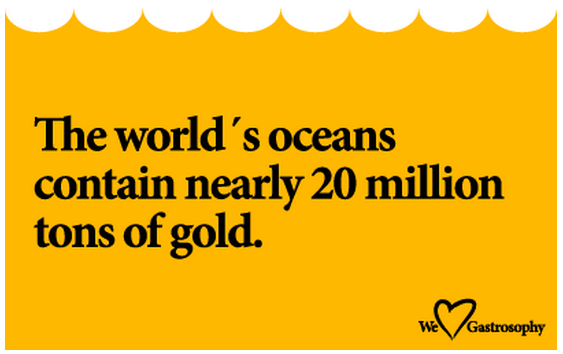 The world´s oceans
contain nearly 20 million
tons of gold.
We Gastrosophy